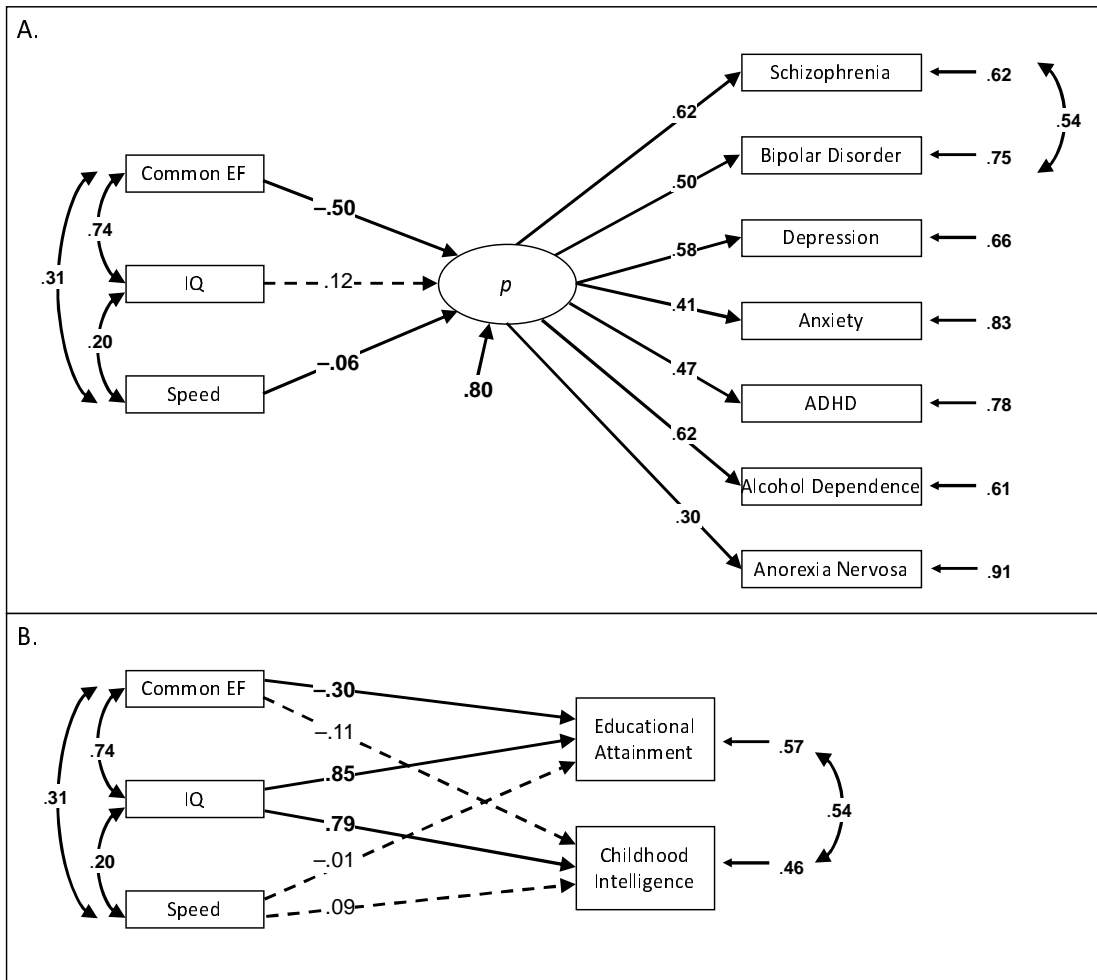 A.
Schizophrenia
.62
.54
.62
Bipolar Disorder
.75
Common EF
–.50
.50
.74
Depression
.66
.58
.31
IQ
.12
p
.41
Anxiety
.83
.20
–.06
.47
Speed
.80
ADHD
.78
.62
Alcohol Dependence
.61
.30
Anorexia Nervosa
.91
B.
Common EF
–.30
–.11
Educational
Attainment
.57
.74
.85
.31
IQ
.79
.54
.20
–.01
Childhood
Intelligence
.46
Speed
.09